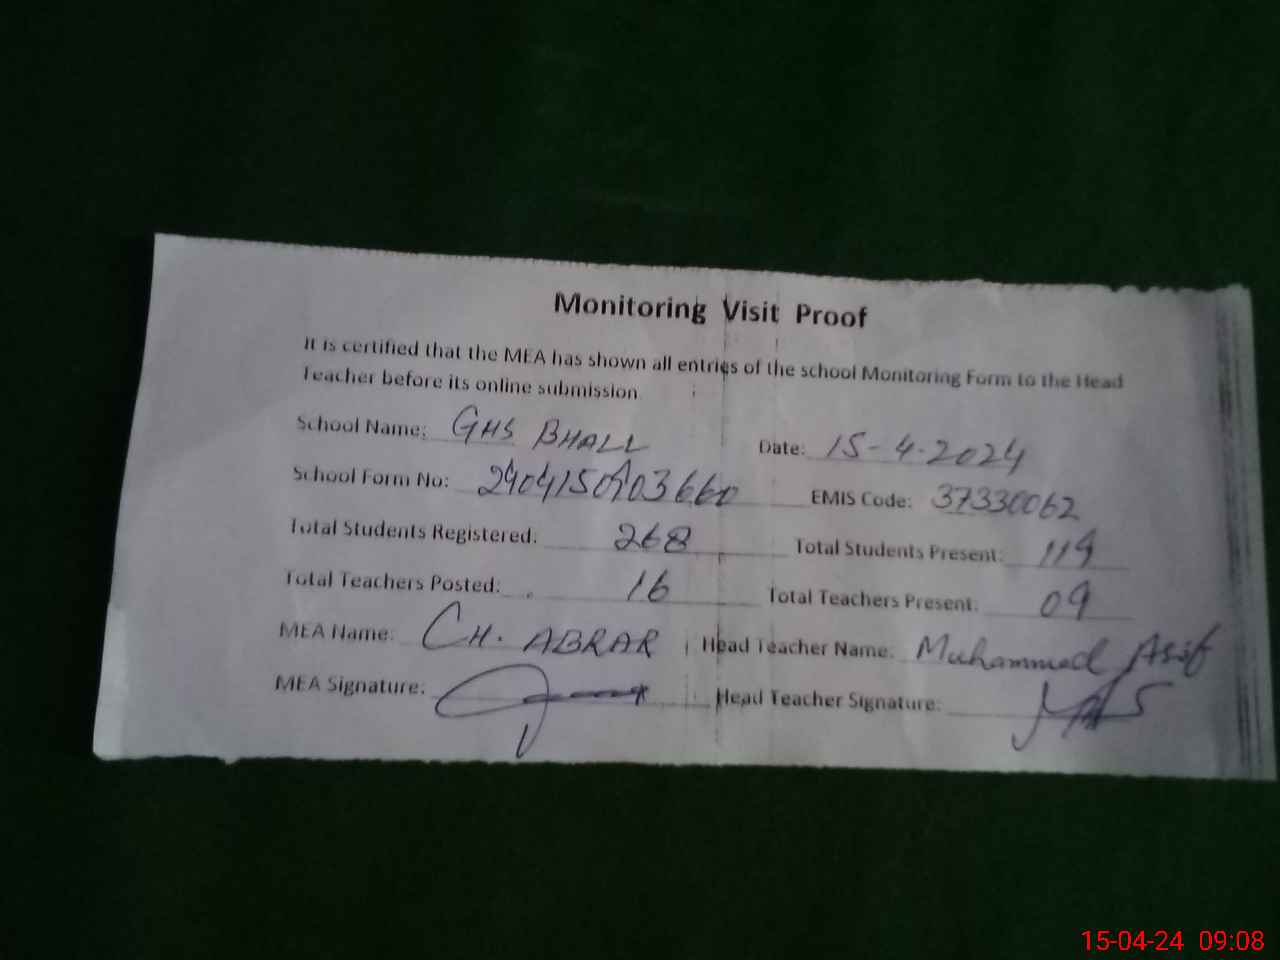 Monitoring Visit Proof
It is certified that the MEA has shown all entries of the school Monitoring Form to the Head
Teacher before its online submission.
School Name: GHS BHALL Date: 15-4-2024
School Form No: EMIS Code: 37330062
Total Students Registered: 268 Total Students Present: 119
Total Teachers Posted: 16 Total Teachers Present: 09
MEA Name: CH. ABRAR Head Teacher Name: Muhammad Asif
MEA Signature: Head Teacher Signature:
15-04-24 09:08